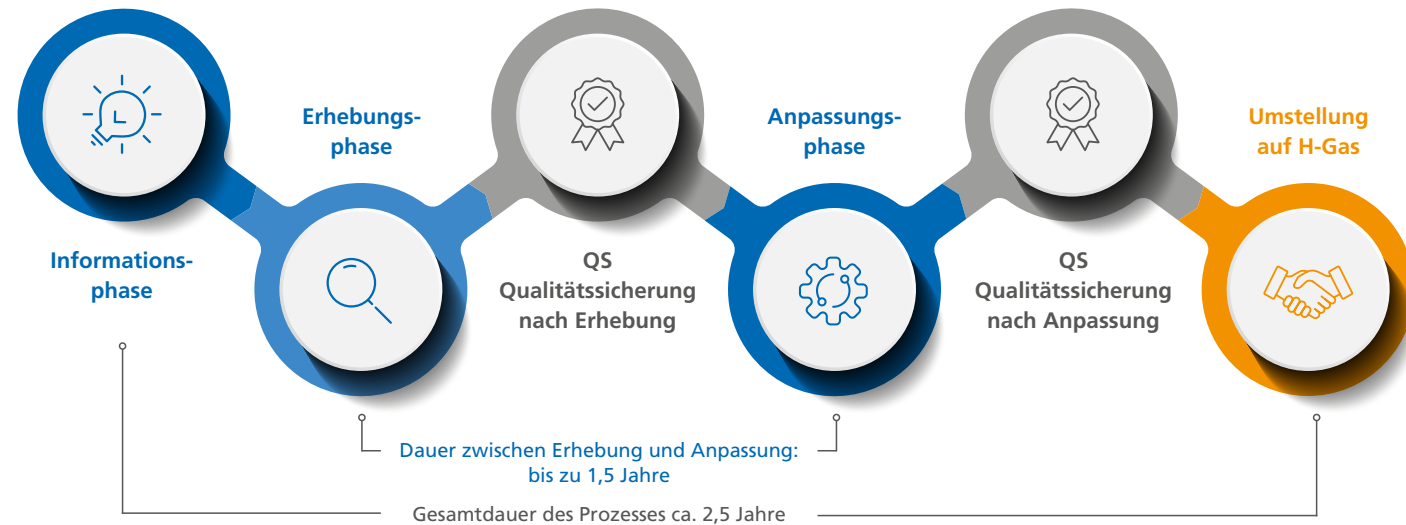 Informations-
phase
Erhebungs-
phase
QS
Qualitätssicherung
nach Erhebung
Anpassungs-
phase
QS
Qualitätssicherung
nach Anpassung
Umstellung
auf H-Gas
Dauer zwischen Erhebung und Anpassung:
bis zu 1,5 Jahre
Gesamtdauer des Prozesses ca. 2,5 Jahre